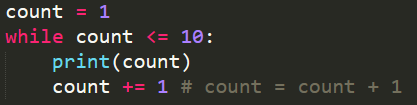 count = 1
while count <= 10:
    print(count)
    count += 1 # count = count + 1